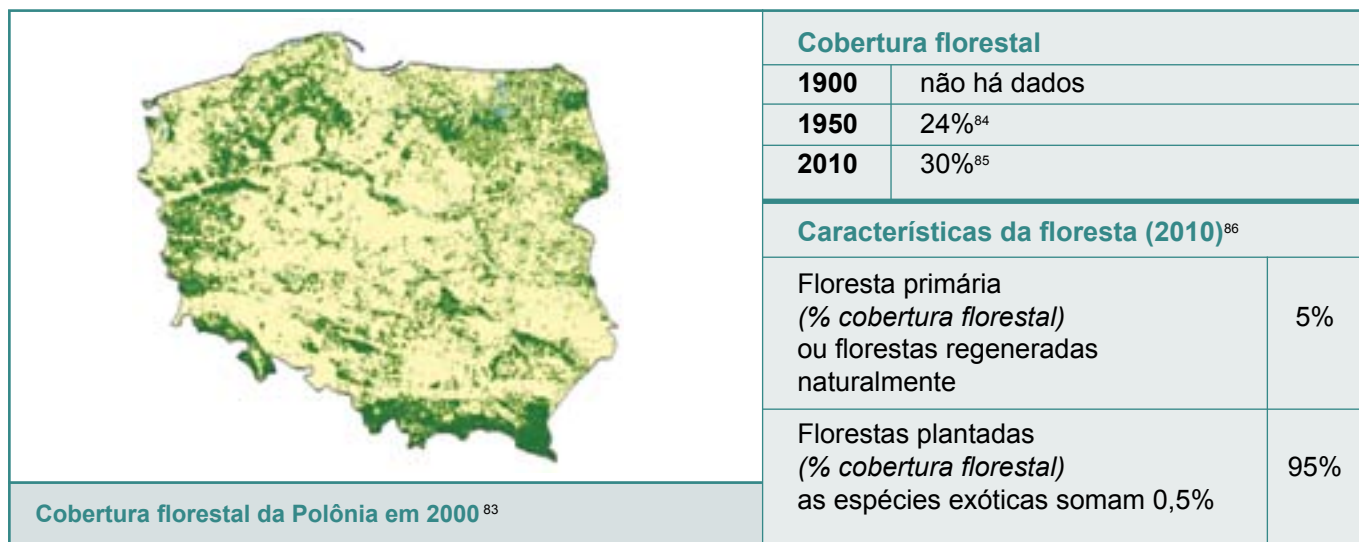 Cobertura florestal da Polônia em 2000 83
Cobertura florestal
1900 não há dados
1950 24%84
2010 30%85
Características da floresta (2010)86
Floresta primária
(% cobertura florestal)
ou florestas regeneradas
naturalmente
5%
Florestas plantadas
(% cobertura florestal)
as espécies exóticas somam 0,5%
95%